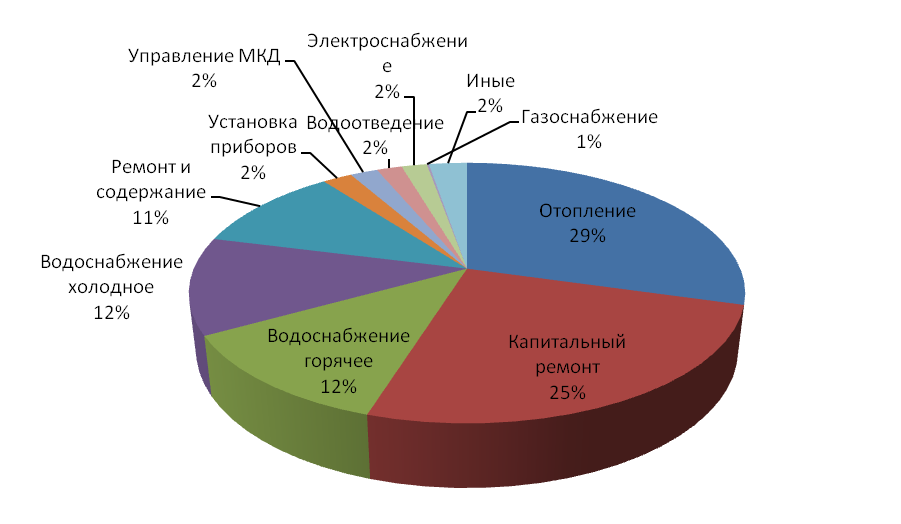 Электроснабжени
е
2%
Управление МКД
2%
Иные
2%
Газоснабжение
1%
Установка
приборов
2%
Водоотведение
2%
Ремонт и
содержание
11%
Отопление
29%
Водоснабжение
холодное
12%
Водоснабжение
горячее
12%
Капитальный
ремонт
25%